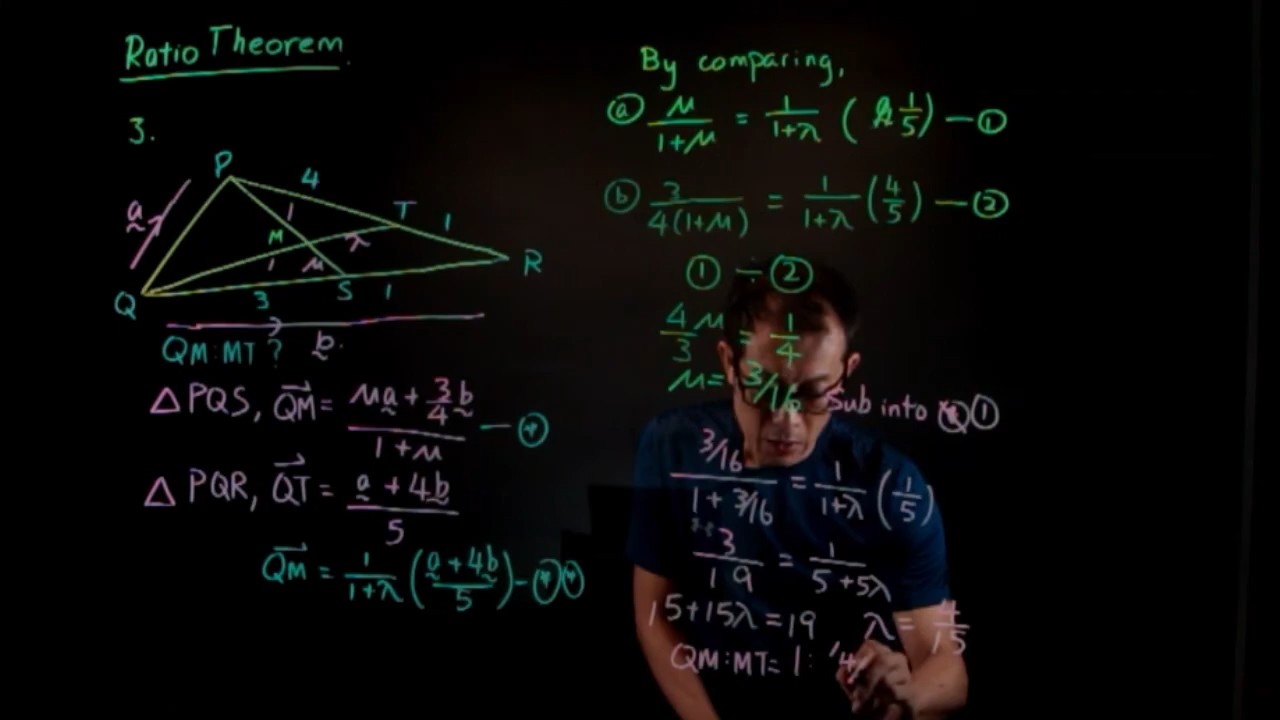 Ratio Theorem
3.
P
4
a
1
T
1
M
λ
R
1
μ
Q
3
S
1
QM:MT ? b
△ PQS, QM = (μa + 3/4 b)/(1+μ) — (*)
△ PQR, QT = (a + 4b)/5
QM = 1/(1+λ) ((a + 4b)/5) — (*)(*)
By comparing,
ⓐ μ/(1+μ) = 1/(1+λ) (1/5) — ①
ⓑ 3/(4(1+μ)) = 1/(1+λ) (4/5) — ②
① ÷ ②
4/3 μ = 1/4
μ = 3/16 Sub into ①
(3/16)/(1 + 3/16) = 1/(1+λ) (1/5)
3/19 = 1/(5+5λ)
15+15λ = 19 λ = 4/15
QM:MT = 1 : 4/